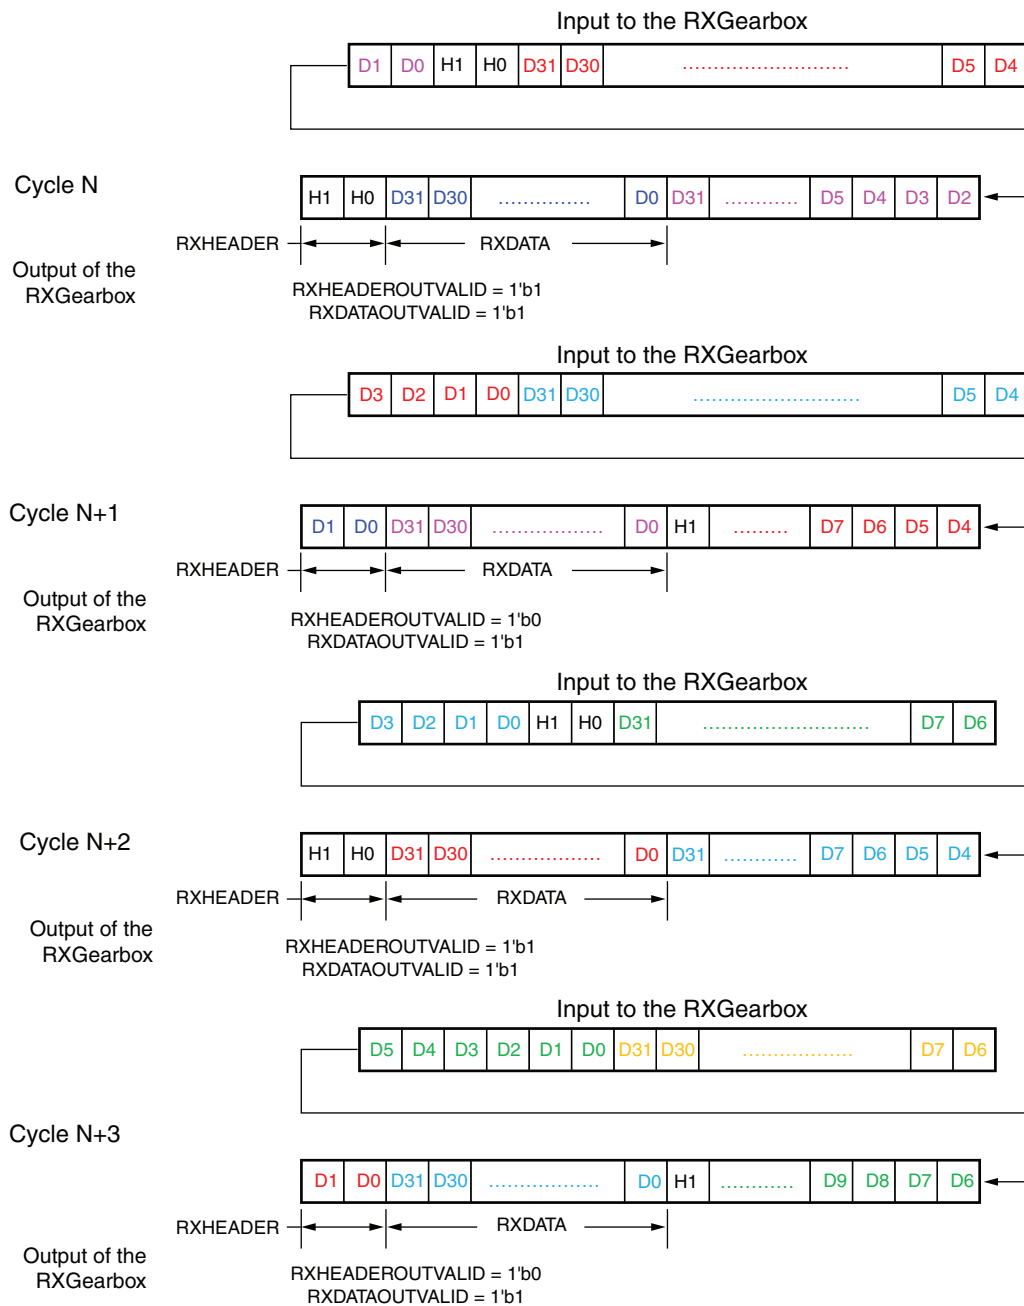 Input to the RXGearbox
D1 D0 H1 H0 D31 D30 .......................... D5 D4
Cycle N
H1 H0 D31 D30 ............... D0 D31 ............ D5 D4 D3 D2
RXHEADER RXDATA
Output of the
RXGearbox
RXHEADEROUTVALID = 1'b1
RXDATAOUTVALID = 1'b1
Input to the RXGearbox
D3 D2 D1 D0 D31 D30 .......................... D5 D4
Cycle N+1
D1 D0 D31 D30 .................. D0 H1 ......... D7 D6 D5 D4
RXHEADER RXDATA
Output of the
RXGearbox
RXHEADEROUTVALID = 1'b0
RXDATAOUTVALID = 1'b1
Input to the RXGearbox
D3 D2 D1 D0 H1 H0 D31 .......................... D7 D6
Cycle N+2
H1 H0 D31 D30 .................. D0 D31 ............ D7 D6 D5 D4
RXHEADER RXDATA
Output of the
RXGearbox
RXHEADEROUTVALID = 1'b1
RXDATAOUTVALID = 1'b1
Input to the RXGearbox
D5 D4 D3 D2 D1 D0 D31 D30 .................. D7 D6
Cycle N+3
D1 D0 D31 D30 .................. D0 H1 ............ D9 D8 D7 D6
RXHEADER RXDATA
Output of the
RXGearbox
RXHEADEROUTVALID = 1'b0
RXDATAOUTVALID = 1'b1